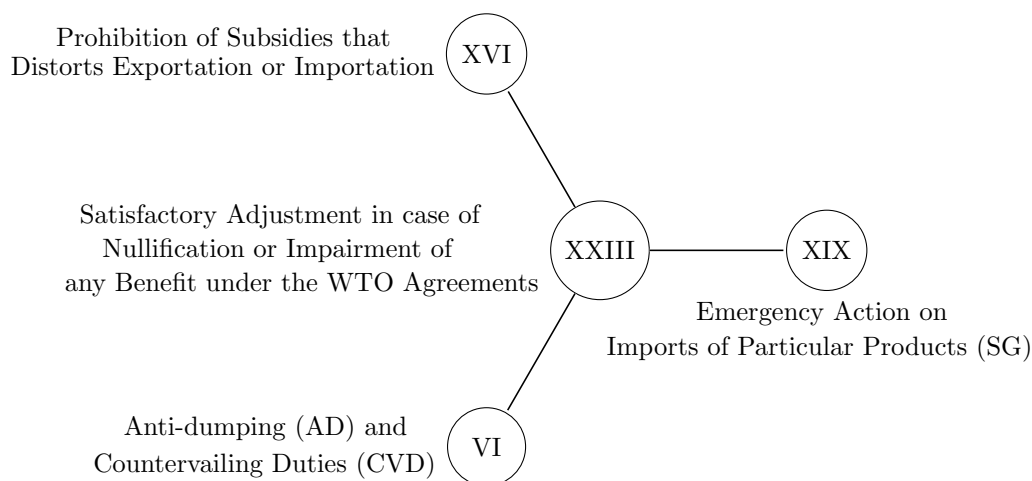 Prohibition of Subsidies that
Distorts Exportation or Importation
XVI
Satisfactory Adjustment in case of
Nullification or Impairment of
any Benefit under the WTO Agreements
XXIII
XIX
Emergency Action on
Imports of Particular Products (SG)
Anti-dumping (AD) and
Countervailing Duties (CVD)
VI